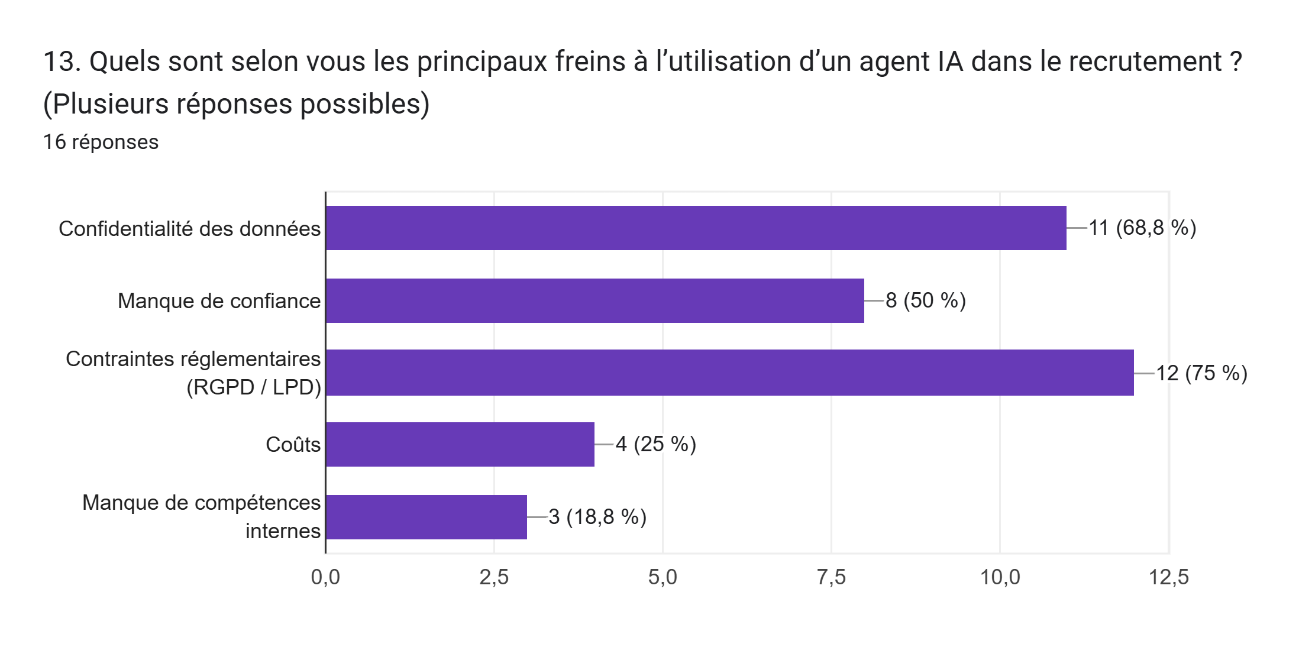 13. Quels sont selon vous les principaux freins à l’utilisation d’un agent IA dans le recrutement ?
(Plusieurs réponses possibles)
16 réponses
Confidentialité des données
11 (68,8 %)
Manque de confiance
8 (50 %)
Contraintes réglementaires
(RGPD / LPD)
12 (75 %)
Coûts
4 (25 %)
Manque de compétences
internes
3 (18,8 %)
0,0
2,5
5,0
7,5
10,0
12,5